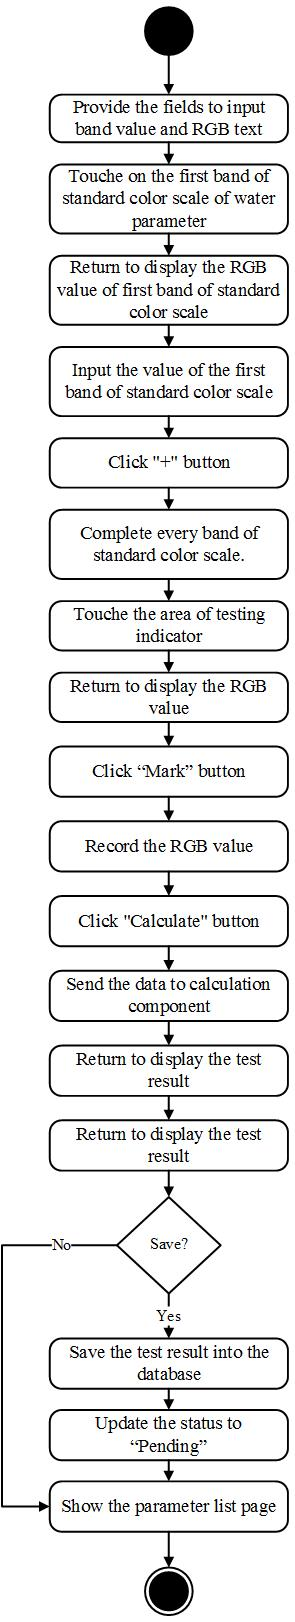 Provide the fields to input
band value and RGB text
Touche on the first band of
standard color scale of water
parameter
Return to display the RGB
value of first band of standard
color scale
Input the value of the first
band of standard color scale
Click "+" button
Complete every band of
standard color scale.
Touche the area of testing
indicator
Return to display the RGB
value
Click “Mark” button
Record the RGB value
Click "Calculate" button
Send the data to calculation
component
Return to display the test
result
Return to display the test
result
Save?
No
Yes
Save the test result into the
database
Update the status to
“Pending”
Show the parameter list page